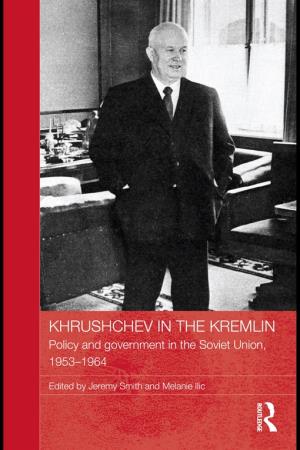 KHRUSHCHEV IN THE KREMLIN
Policy and government in the Soviet Union,
1953–1964
Edited by Jeremy Smith and Melanie Ilic
ROUTLEDGE